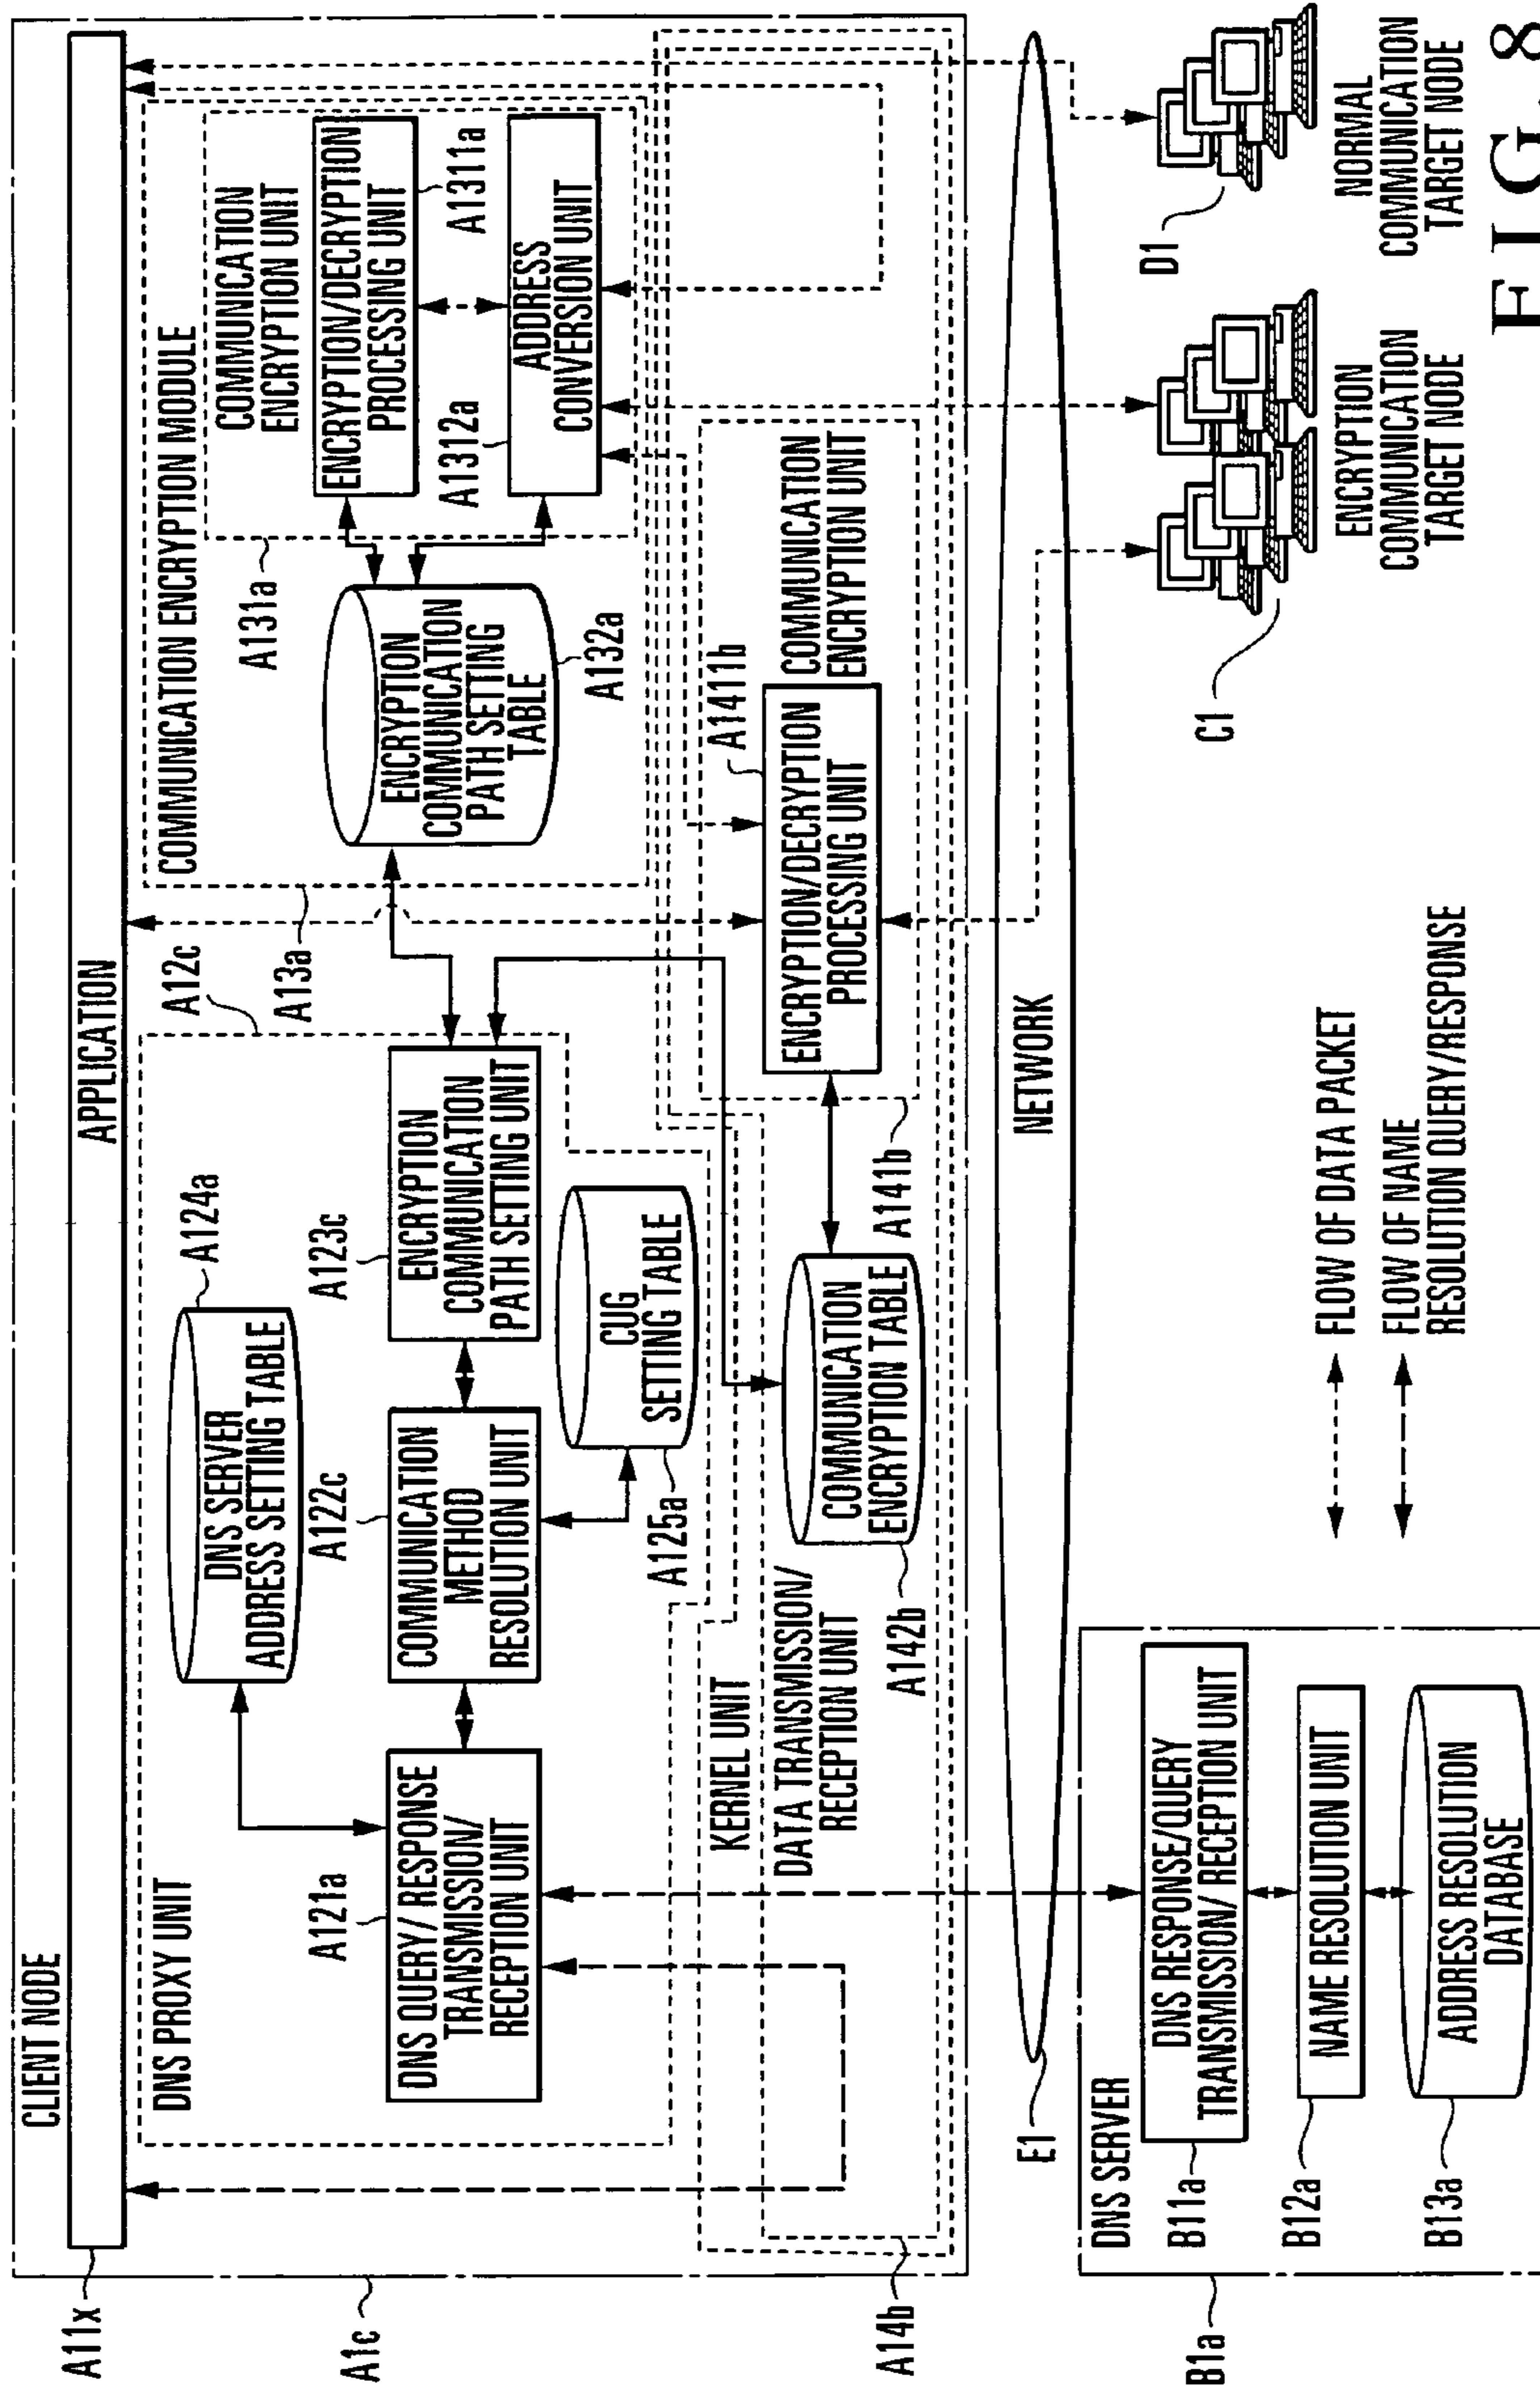 CLIENT NODE
A11x
APPLICATION
A1c
DNS PROXY UNIT
A12c
DNS SERVER
ADDRESS SETTING TABLE
A124a
A121a
DNS QUERY/ RESPONSE
TRANSMISSION/
RECEPTION UNIT
A122c
COMMUNICATION
METHOD
RESOLUTION UNIT
A123c
ENCRYPTION
COMMUNICATION
PATH SETTING UNIT
A125a
CUG
SETTING TABLE
A13a
COMMUNICATION ENCRYPTION MODULE
A131a
COMMUNICATION
ENCRYPTION UNIT
ENCRYPTION/DECRYPTION
PROCESSING UNIT
A1311a
A1312a
ADDRESS
CONVERSION UNIT
ENCRYPTION
COMMUNICATION
PATH SETTING
TABLE
A132a
KERNEL UNIT
DATA TRANSMISSION/
RECEPTION UNIT
A14b
A142b
COMMUNICATION
ENCRYPTION TABLE
A141b
A1411b
ENCRYPTION/DECRYPTION
PROCESSING UNIT
COMMUNICATION
ENCRYPTION UNIT
E1
NETWORK
DNS SERVER
B1a
B11a
DNS RESPONSE/QUERY
TRANSMISSION/ RECEPTION UNIT
B12a
NAME RESOLUTION UNIT
B13a
ADDRESS RESOLUTION
DATABASE
FLOW OF DATA PACKET
FLOW OF NAME
RESOLUTION QUERY/RESPONSE
C1
ENCRYPTION
COMMUNICATION
TARGET NODE
D1
NORMAL
COMMUNICATION
TARGET NODE
FIG. 8